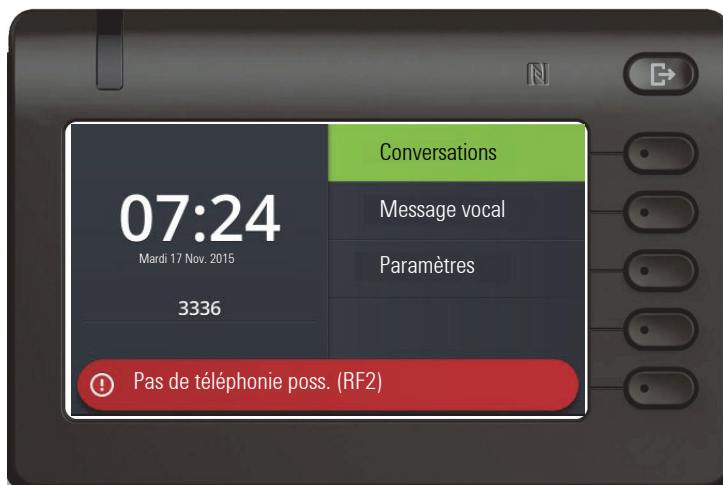 07:24
Mardi 17 Nov. 2015
3336
Conversations
Message vocal
Paramètres
Pas de téléphonie poss. (RF2)